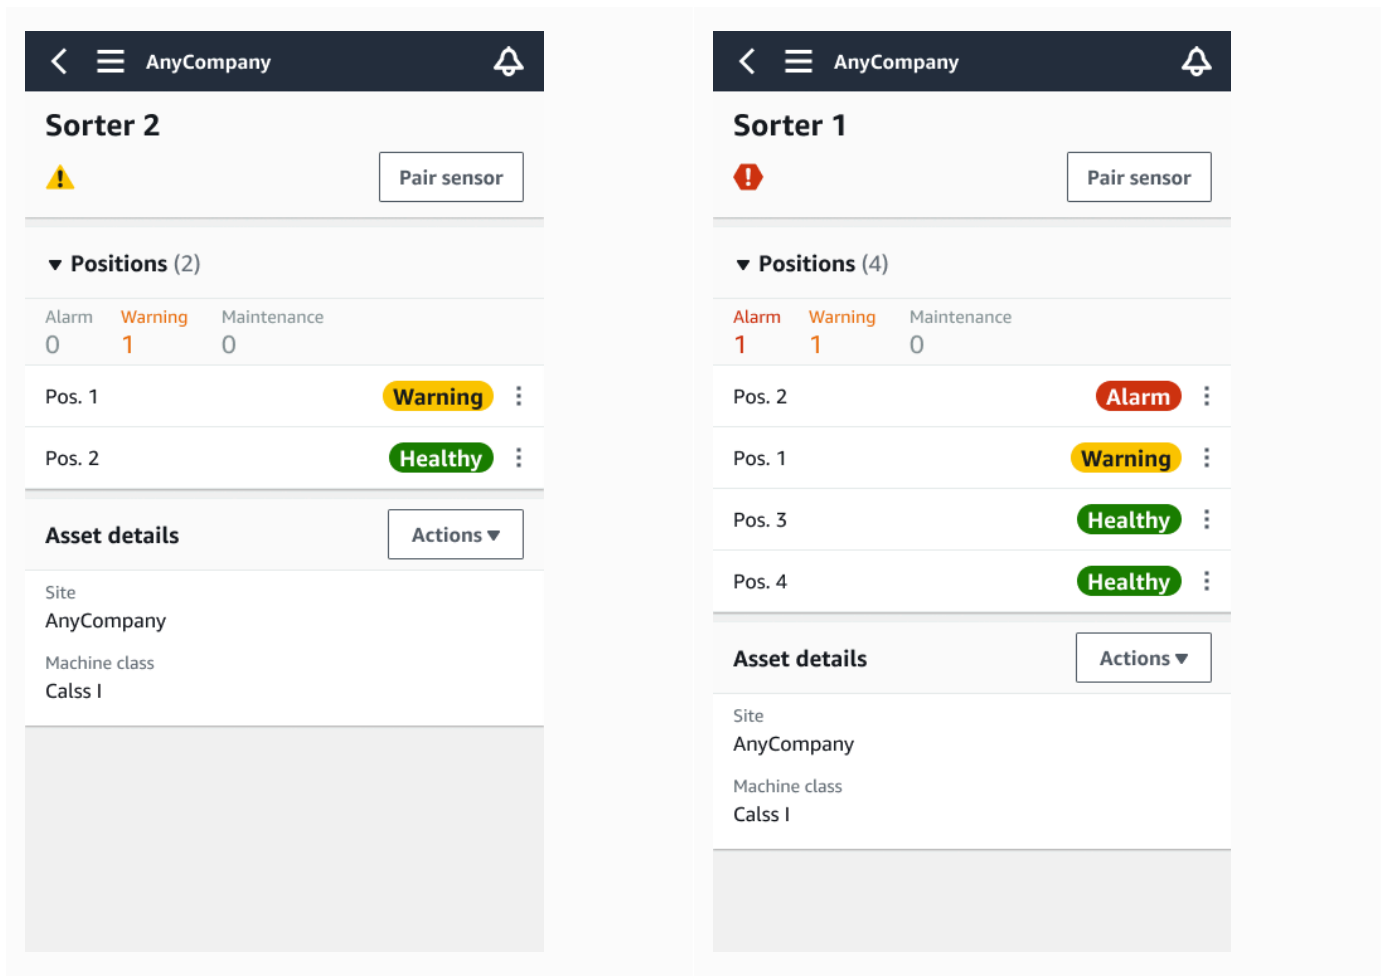 AnyCompany
Sorter 2
Pair sensor
Positions (2)
Alarm Warning Maintenance
0 1 0
Pos. 1 Warning
Pos. 2 Healthy
Asset details Actions
Site
AnyCompany
Machine class
Calss I
AnyCompany
Sorter 1
Pair sensor
Positions (4)
Alarm Warning Maintenance
1 1 0
Pos. 2 Alarm
Pos. 1 Warning
Pos. 3 Healthy
Pos. 4 Healthy
Asset details Actions
Site
AnyCompany
Machine class
Calss I